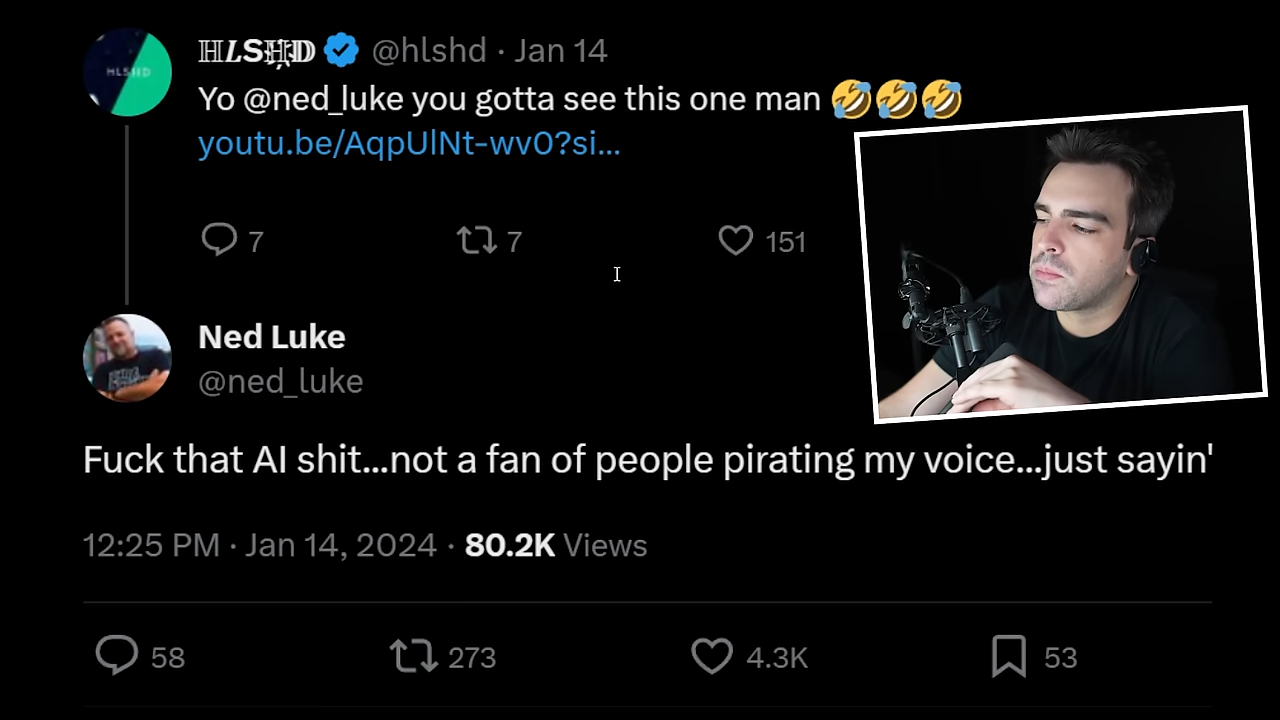 HLSHD @hlshd · Jan 14
HLSHD
Yo @ned_luke you gotta see this one man 🤣🤣🤣
youtu.be/AqpUlNt-wv0?si...
7 7 151
Ned Luke
@ned_luke
Fuck that AI shit...not a fan of people pirating my voice...just sayin'
12:25 PM · Jan 14, 2024 · 80.2K Views
58 273 4.3K 53